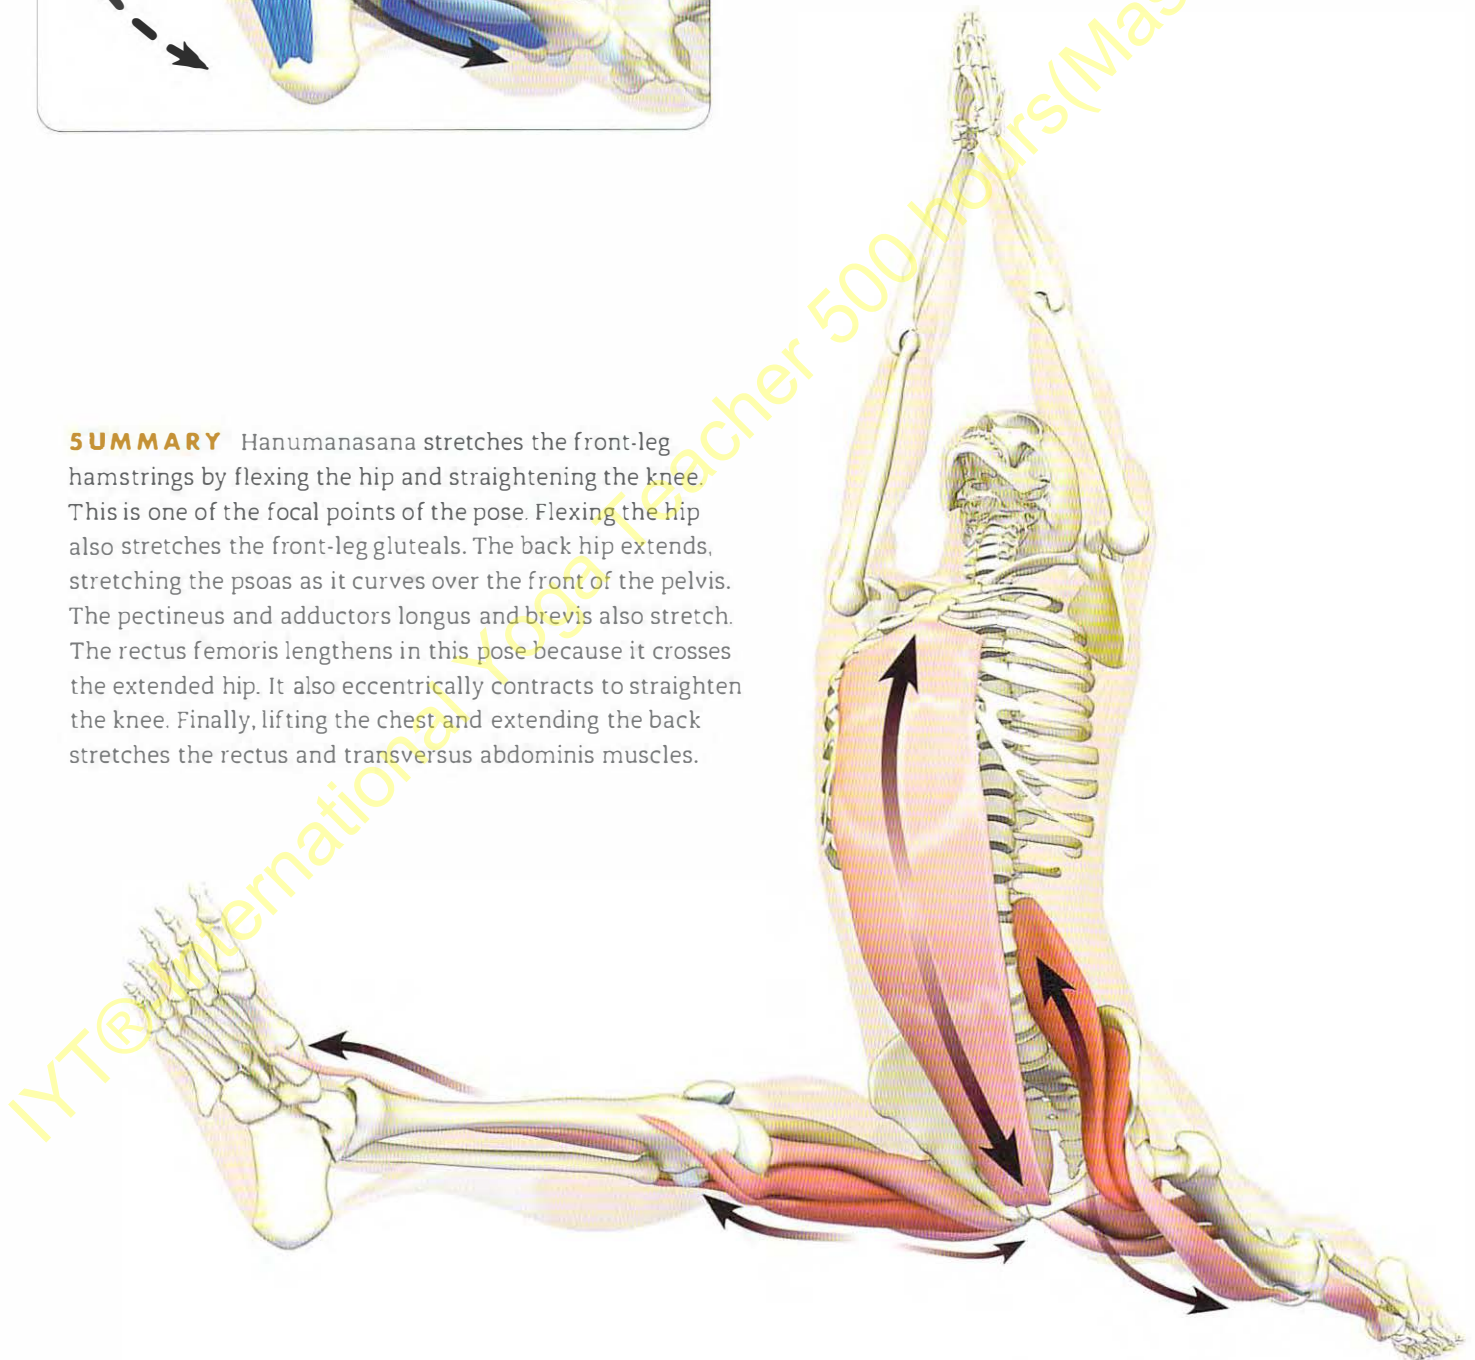 SUMMARY Hanumanasana stretches the front-leg
hamstrings by flexing the hip and straightening the knee.
This is one of the focal points of the pose. Flexing the hip
also stretches the front-leg gluteals. The back hip extends,
stretching the psoas as it curves over the front of the pelvis.
The pectineus and adductors longus and brevis also stretch.
The rectus femoris lengthens in this pose because it crosses
the extended hip. It also eccentrically contracts to straighten
the knee. Finally, lifting the chest and extending the back
stretches the rectus and transversus abdominis muscles.
IYT® International Yoga Teacher 500 hours(Mas